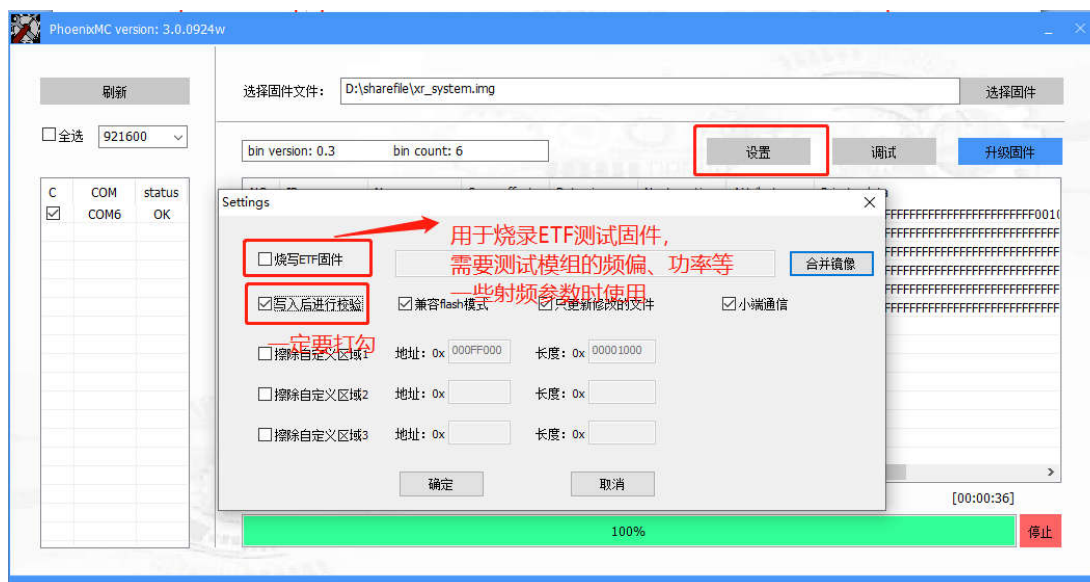 PhoenixMC version: 3.0.0924w
刷新
选择固件文件: D:\sharefile\xr_system.img 选择固件
全选 921600
bin version: 0.3 bin count: 6 设置 调试 升级固件
C COM status
COM6 OK
Settings
FFFFFFFFFFFFFFFFFFFFFFFFF001(
用于烧录ETF测试固件,
烧写ETF固件 需要测试模组的频偏、功率等 合并镜像
一些射频参数时使用
写入后进行校验 兼容flash模式 只更新修改的文件 小端通信
一定要打勾
擦除自定义区域1 地址: 0x 000FF000 长度: 0x 00001000
擦除自定义区域2 地址: 0x 长度: 0x
擦除自定义区域3 地址: 0x 长度: 0x
确定 取消
[00:00:36]
100% 停止